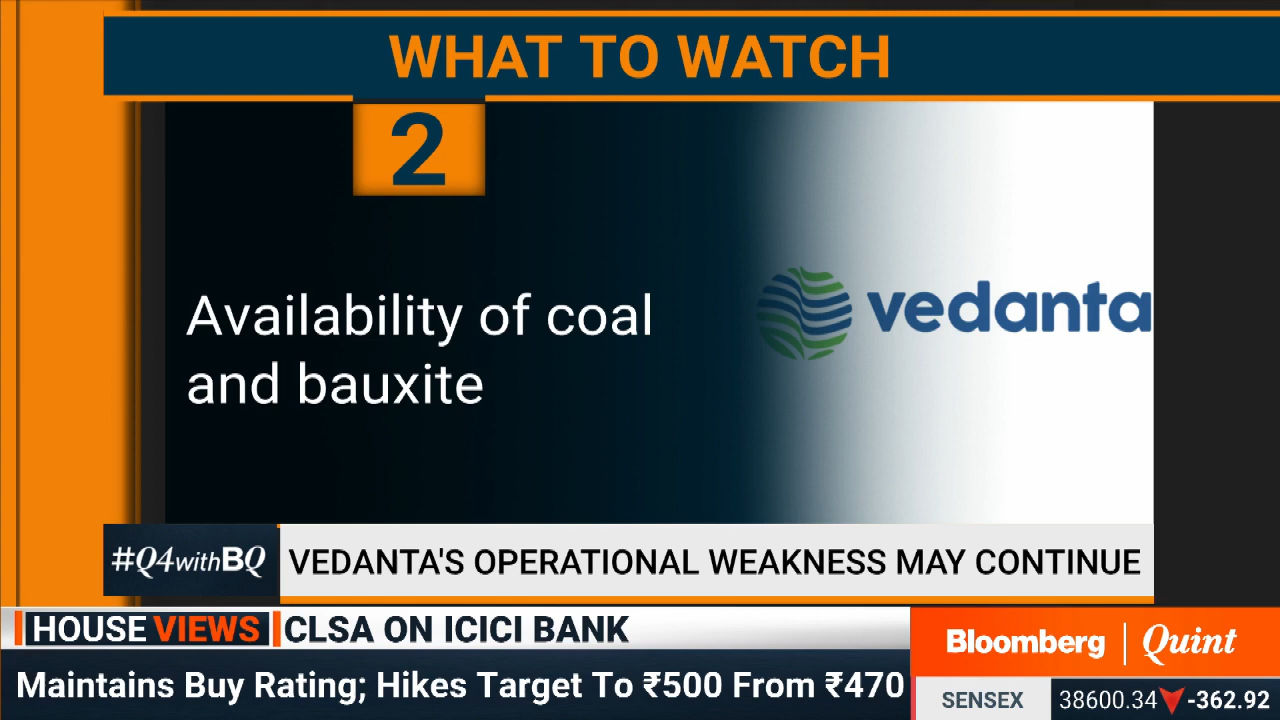 WHAT TO WATCH
2
Availability of coal
and bauxite
vedanta
#Q4withBQ
VEDANTA'S OPERATIONAL WEAKNESS MAY CONTINUE
HOUSE VIEWS
CLSA ON ICICI BANK
Maintains Buy Rating; Hikes Target To ₹500 From ₹470
Bloomberg | Quint
SENSEX
38600.34 -362.92